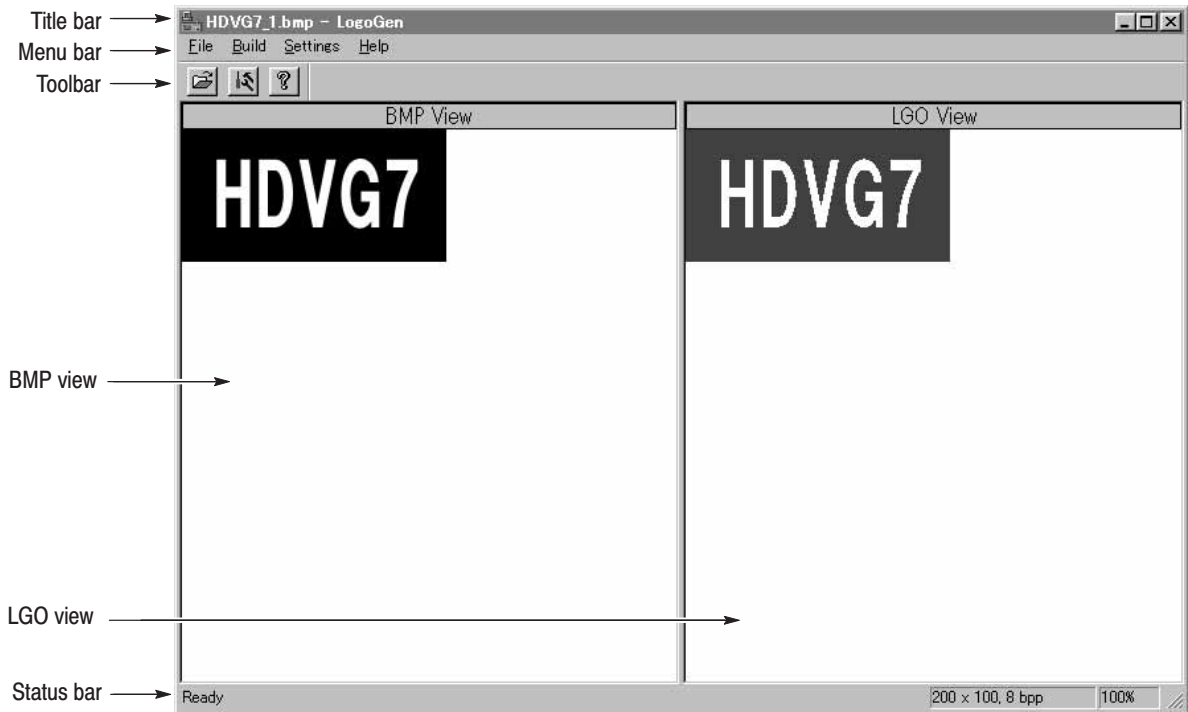 Title bar
HDVG7_1.bmp - LogoGen
Menu bar
File Build Settings Help
Toolbar
BMP View
LGO View
HDVG7
HDVG7
BMP view
LGO view
Status bar
Ready
200 x 100, 8 bpp
100%